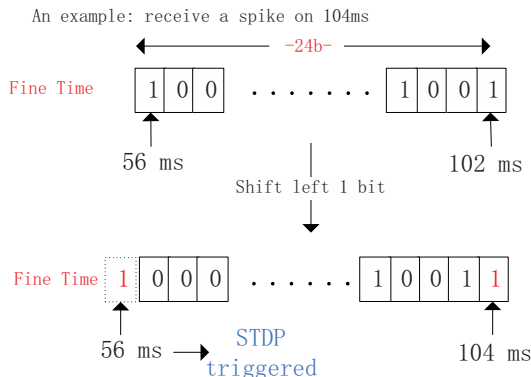 An example: receive a spike on 104ms
-24b-
Fine Time 1 0 0 . . . . . . . 1 0 0 1
56 ms 102 ms
Shift left 1 bit
Fine Time 1 0 0 0 . . . . . . 1 0 0 1 1
56 ms STDP 104 ms
triggered